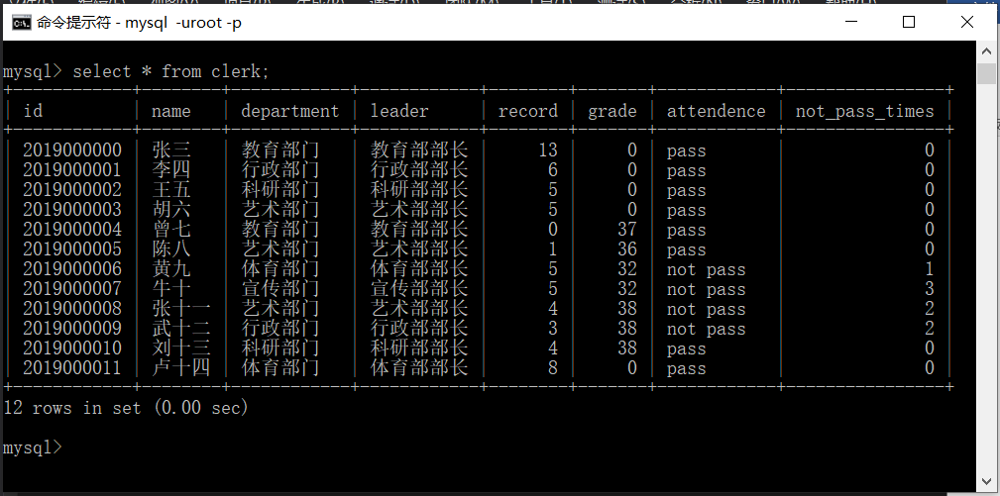 命令提示符 - mysql  -uroot -p
mysql> select * from clerk;
+------------+--------+------------+-----------+--------+-------+------------+----------------+
| id         | name   | department | leader    | record | grade | attendence | not_pass_times |
+------------+--------+------------+-----------+--------+-------+------------+----------------+
| 2019000000 | 张三 | 教育部门 | 教育部部长 | 13 | 0 | pass | 0 |
| 2019000001 | 李四 | 行政部门 | 行政部部长 | 6 | 0 | pass | 0 |
| 2019000002 | 王五 | 科研部门 | 科研部部长 | 5 | 0 | pass | 0 |
| 2019000003 | 胡六 | 艺术部门 | 艺术部部长 | 5 | 0 | pass | 0 |
| 2019000004 | 曾七 | 教育部门 | 教育部部长 | 0 | 37 | pass | 0 |
| 2019000005 | 陈八 | 艺术部门 | 艺术部部长 | 1 | 36 | pass | 0 |
| 2019000006 | 黄九 | 体育部门 | 体育部部长 | 5 | 32 | not pass | 1 |
| 2019000007 | 牛十 | 宣传部门 | 宣传部部长 | 5 | 32 | not pass | 3 |
| 2019000008 | 张十一 | 艺术部门 | 艺术部部长 | 4 | 38 | not pass | 2 |
| 2019000009 | 武十二 | 行政部门 | 行政部部长 | 3 | 38 | not pass | 2 |
| 2019000010 | 刘十三 | 科研部门 | 科研部部长 | 4 | 38 | pass | 0 |
| 2019000011 | 卢十四 | 体育部门 | 体育部部长 | 8 | 0 | pass | 0 |
+------------+--------+------------+-----------+--------+-------+------------+----------------+
12 rows in set (0.00 sec)
mysql>